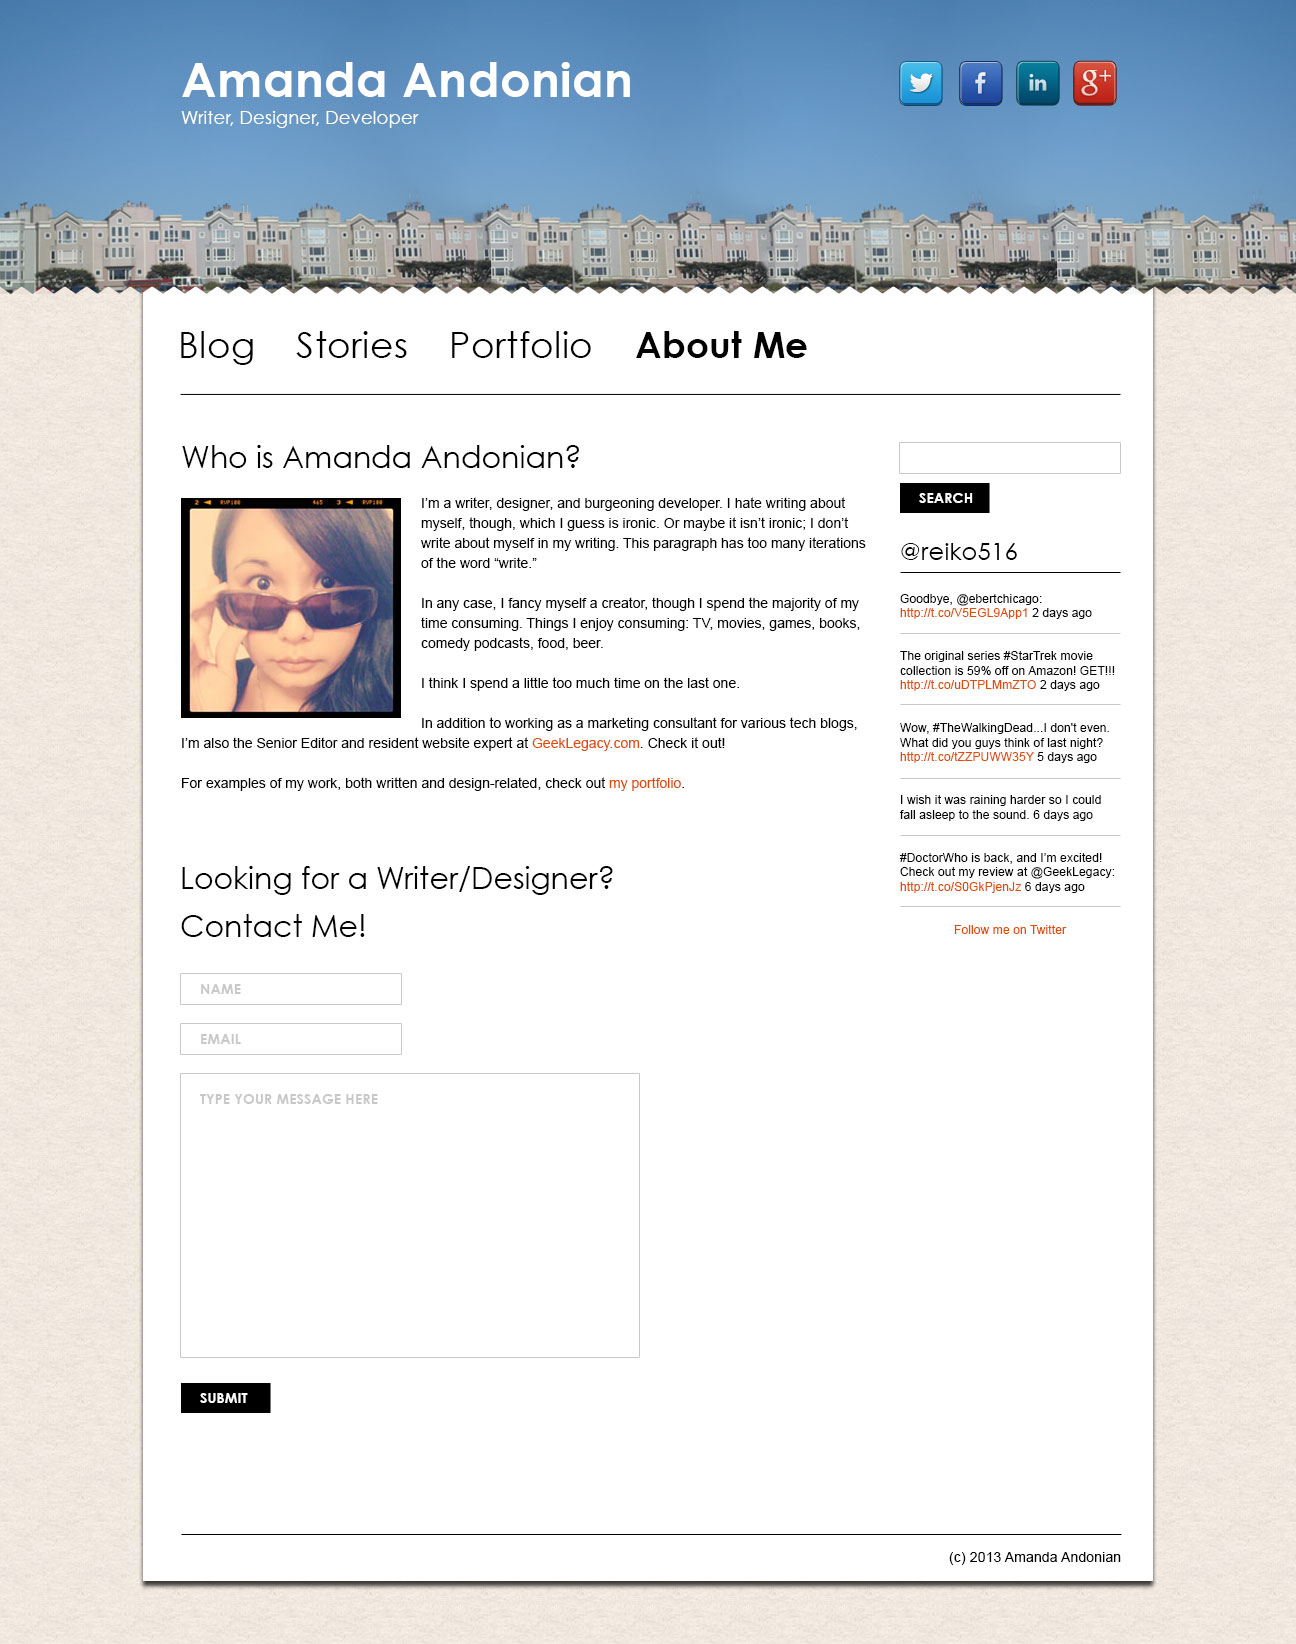 Amanda Andonian
Writer, Designer, Developer
f
in
g+
Blog Stories Portfolio About Me
Who is Amanda Andonian?
2 RVP100 465 3 RVP100
I’m a writer, designer, and burgeoning developer. I hate writing about
myself, though, which I guess is ironic. Or maybe it isn’t ironic; I don’t
write about myself in my writing. This paragraph has too many iterations
of the word “write.”
In any case, I fancy myself a creator, though I spend the majority of my
time consuming. Things I enjoy consuming: TV, movies, games, books,
comedy podcasts, food, beer.
I think I spend a little too much time on the last one.
In addition to working as a marketing consultant for various tech blogs,
I’m also the Senior Editor and resident website expert at GeekLegacy.com. Check it out!
For examples of my work, both written and design-related, check out my portfolio.
Looking for a Writer/Designer?
Contact Me!
NAME
EMAIL
TYPE YOUR MESSAGE HERE
SUBMIT
SEARCH
@reiko516
Goodbye, @ebertchicago:
http://t.co/V5EGL9App1 2 days ago
The original series #StarTrek movie
collection is 59% off on Amazon! GET!!!
http://t.co/uDTPLMmZTO 2 days ago
Wow, #TheWalkingDead...I don't even.
What did you guys think of last night?
http://t.co/tZZPUWW35Y 5 days ago
I wish it was raining harder so I could
fall asleep to the sound. 6 days ago
#DoctorWho is back, and I’m excited!
Check out my review at @GeekLegacy:
http://t.co/S0GkPjenJz 6 days ago
Follow me on Twitter
(c) 2013 Amanda Andonian